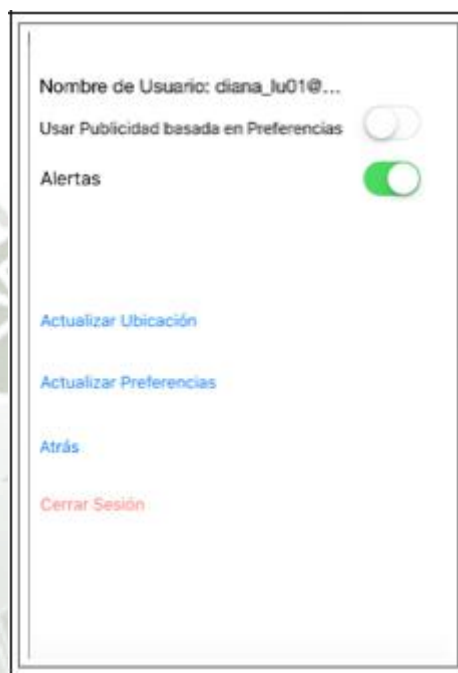 Nombre de Usuario: diana_lu01@...
Usar Publicidad basada en Preferencias
Alertas
Actualizar Ubicación
Actualizar Preferencias
Atrás
Cerrar Sesión